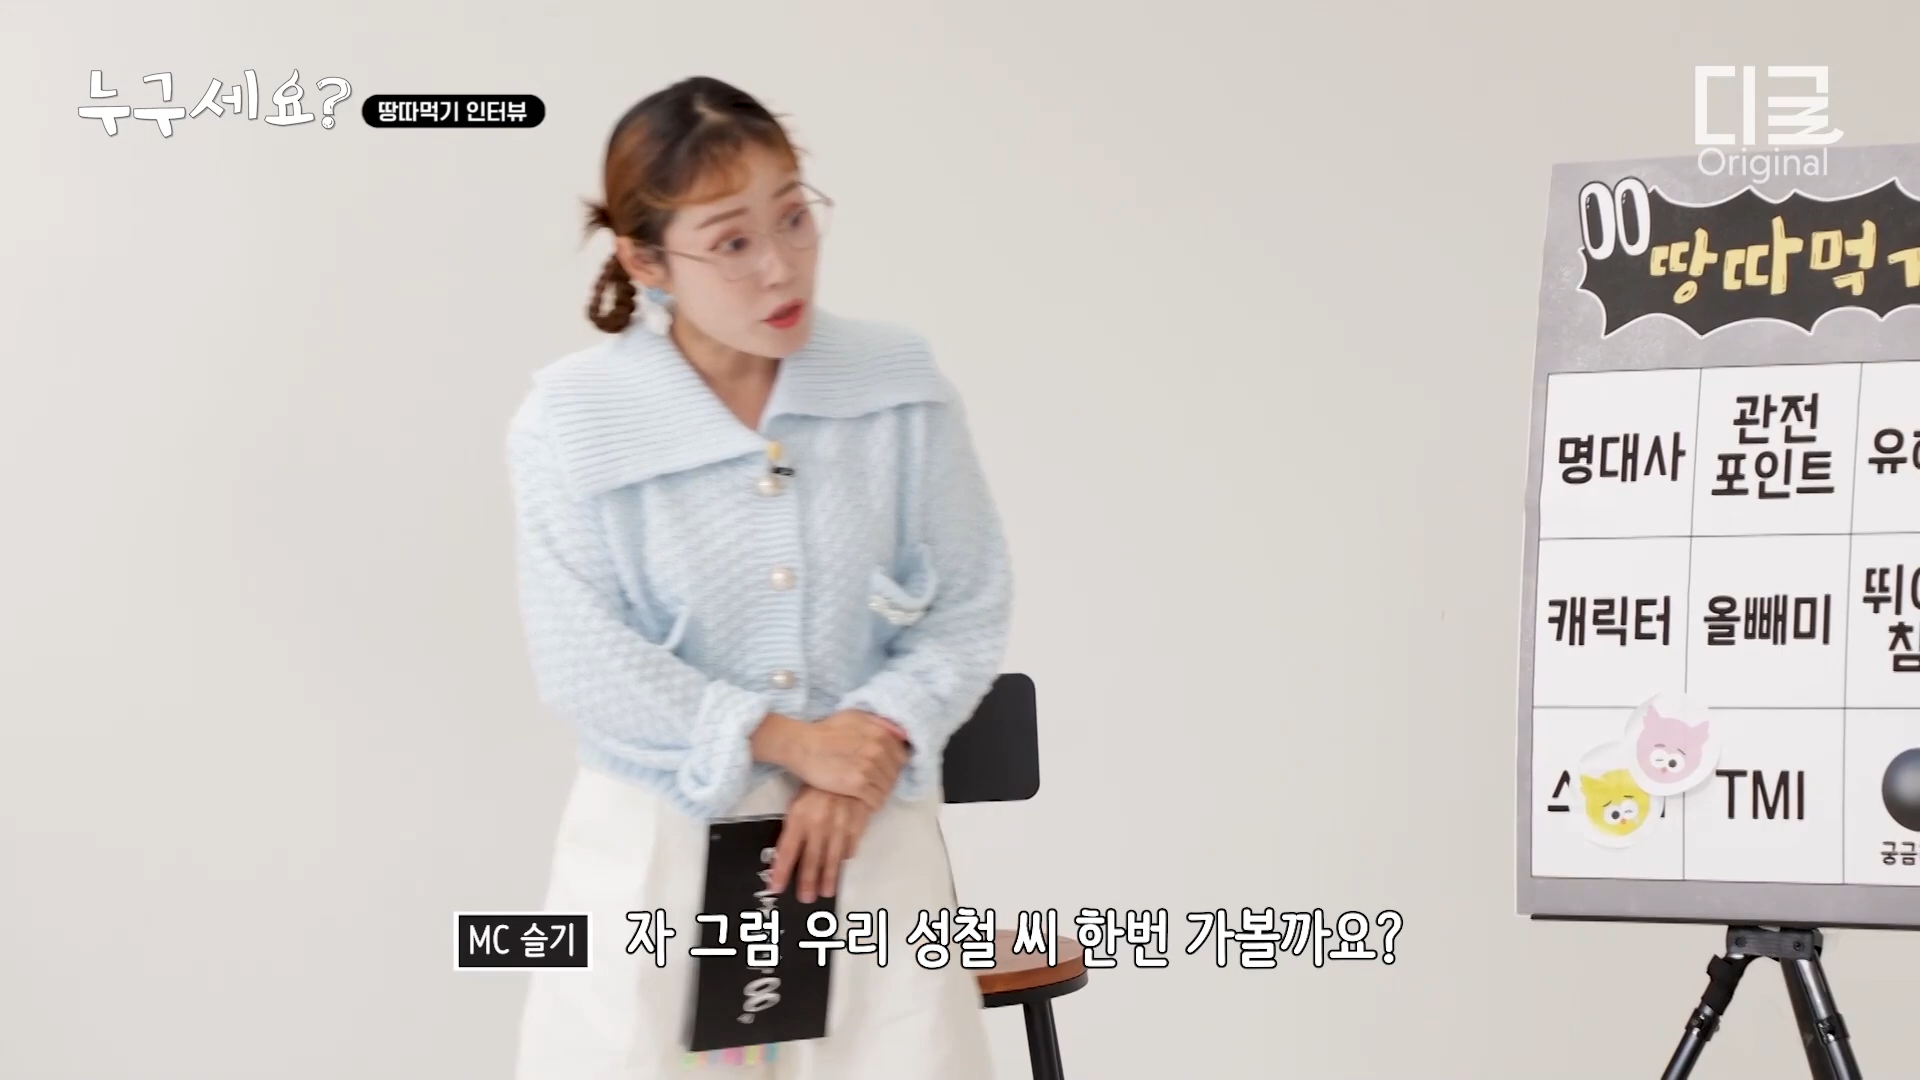 누구세요?
땅따먹기 인터뷰
디글
Original
땅따먹
명대사
관전
포인트
캐릭터
올빼미
TMI
MC 슬기
자 그럼 우리 성철 씨 한번 가볼까요?